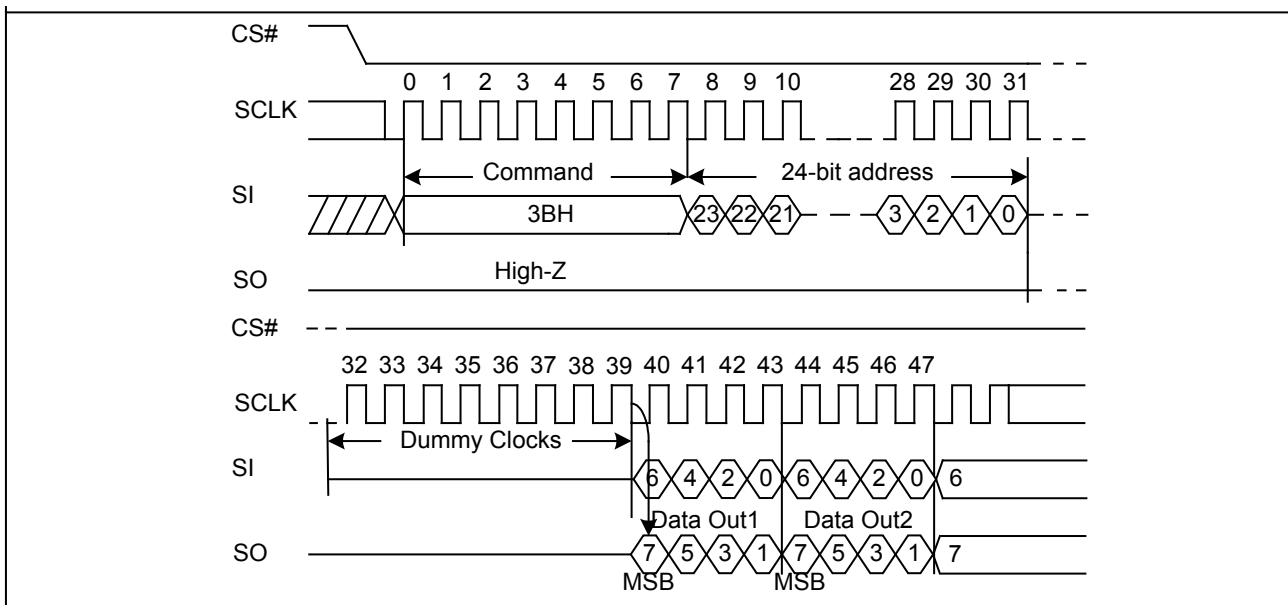 CS#
0 1 2 3 4 5 6 7 8 9 10 28 29 30 31
SCLK
Command 24-bit address
SI
3BH 23 22 21 3 2 1 0
High-Z
SO
CS#
32 33 34 35 36 37 38 39 40 41 42 43 44 45 46 47
SCLK
Dummy Clocks
SI
6 4 2 0 6 4 2 0 6
Data Out1 Data Out2
SO
7 5 3 1 7 5 3 1 7
MSB MSB